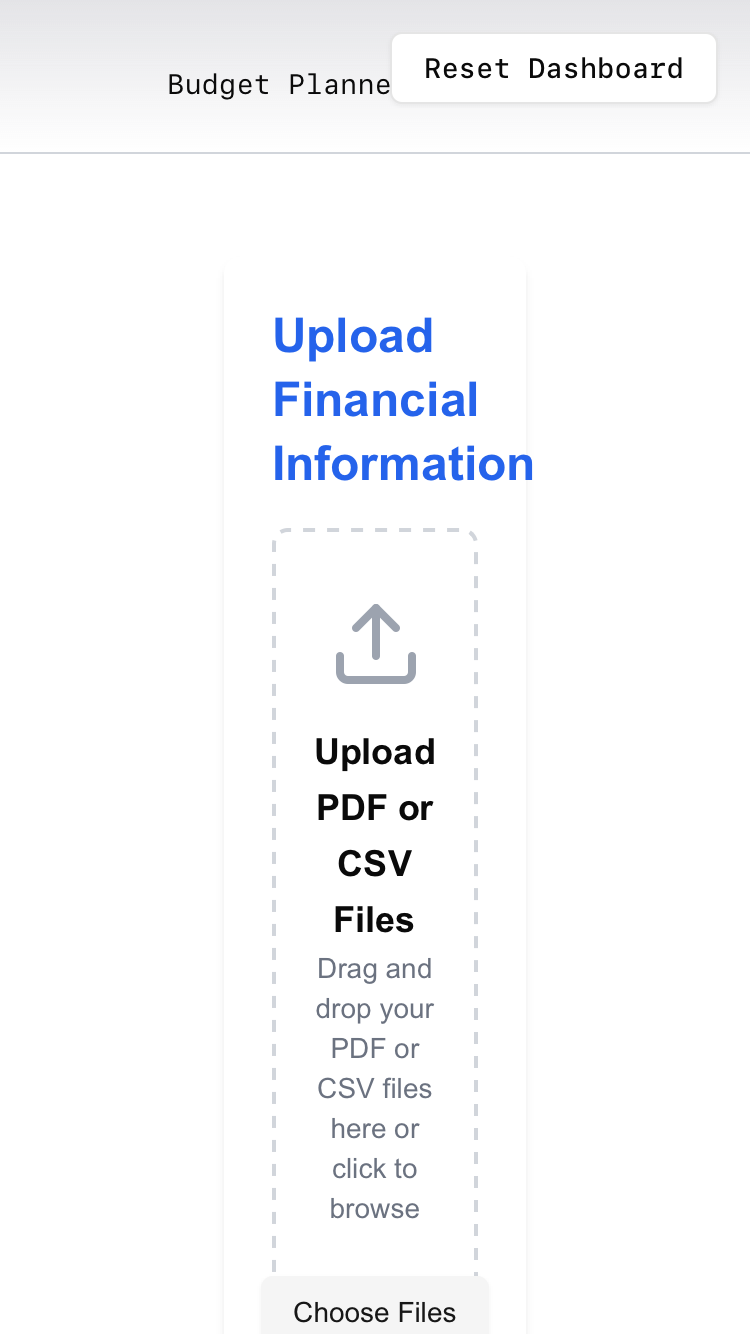 Budget Planne
Reset Dashboard
Upload
Financial
Information
Upload
PDF or
CSV
Files
Drag and
drop your
PDF or
CSV files
here or
click to
browse
Choose Files